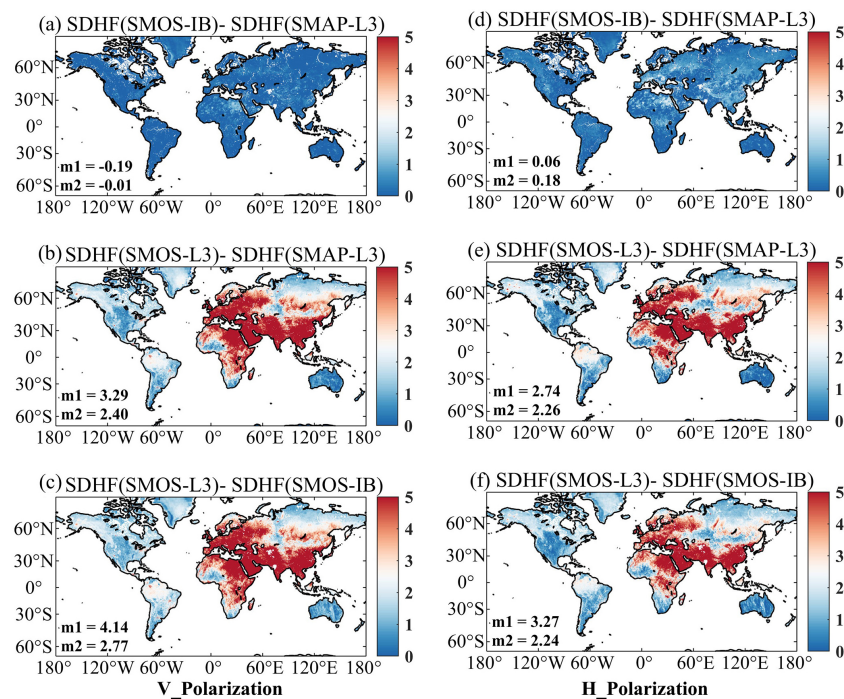 (a) SDHF(SMOS-IB)- SDHF(SMAP-L3)
60°N
30°N
0°
30°S
60°S
m1 = -0.19
m2 = -0.01
180° 120°W 60°W 0° 60°E 120°E 180°
5
4
3
2
1
0
(d) SDHF(SMOS-IB)- SDHF(SMAP-L3)
60°N
30°N
0°
30°S
60°S
m1 = 0.06
m2 = 0.18
180° 120°W 60°W 0° 60°E 120°E 180°
5
4
3
2
1
0
(b) SDHF(SMOS-L3)- SDHF(SMAP-L3)
60°N
30°N
0°
30°S
60°S
m1 = 3.29
m2 = 2.40
180° 120°W 60°W 0° 60°E 120°E 180°
5
4
3
2
1
0
(e) SDHF(SMOS-L3)- SDHF(SMAP-L3)
60°N
30°N
0°
30°S
60°S
m1 = 2.74
m2 = 2.26
180° 120°W 60°W 0° 60°E 120°E 180°
5
4
3
2
1
0
(c) SDHF(SMOS-L3)- SDHF(SMOS-IB)
60°N
30°N
0°
30°S
60°S
m1 = 4.14
m2 = 2.77
180° 120°W 60°W 0° 60°E 120°E 180°
5
4
3
2
1
0
V_Polarization
(f) SDHF(SMOS-L3)- SDHF(SMOS-IB)
60°N
30°N
0°
30°S
60°S
m1 = 3.27
m2 = 2.24
180° 120°W 60°W 0° 60°E 120°E 180°
5
4
3
2
1
0
H_Polarization